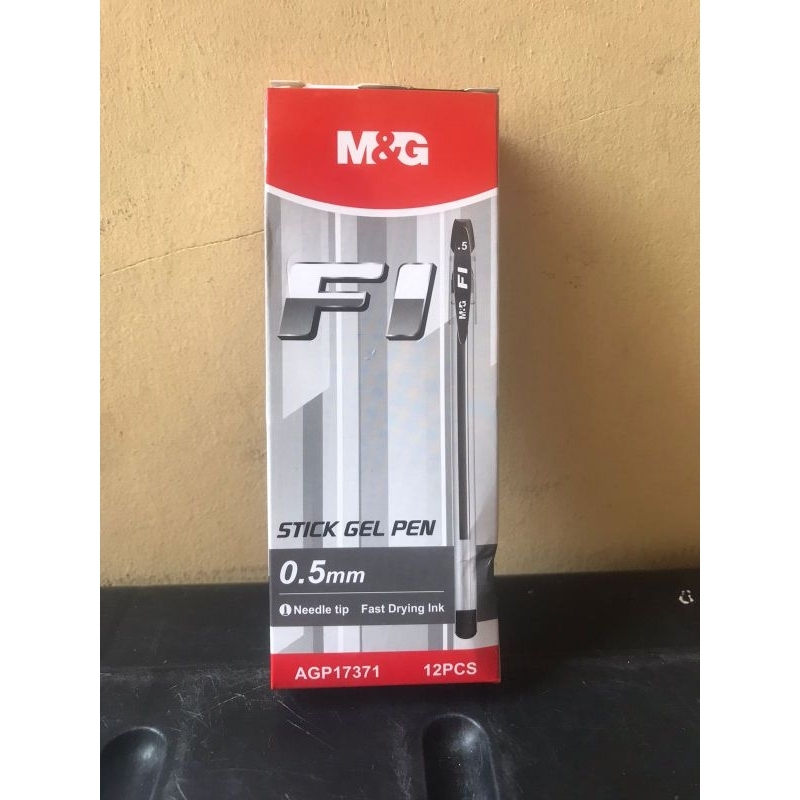 M&G
FI
.5
M&G FI
STICK GEL PEN
0.5mm
Needle tip Fast Drying Ink
AGP17371 12PCS